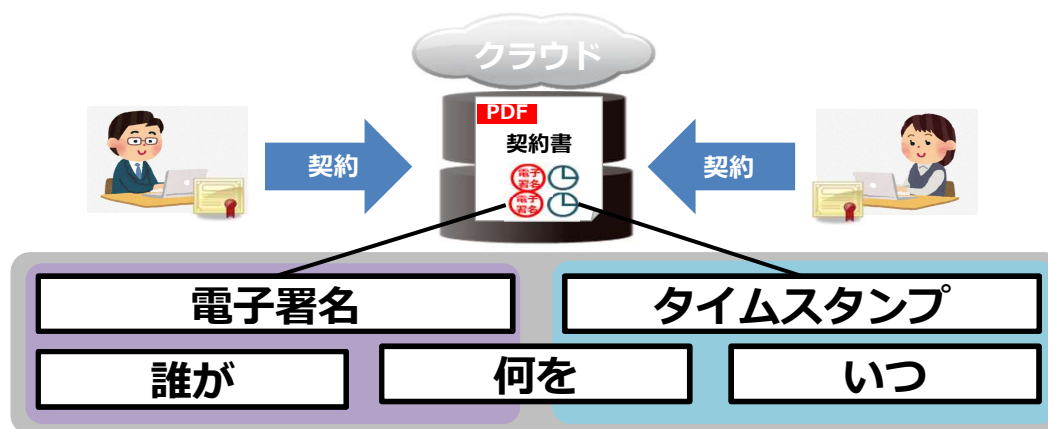 クラウド
PDF
契約書
契約
契約
電子
署名
電子
署名
電子署名
タイムスタンプ
誰が
何を
いつ